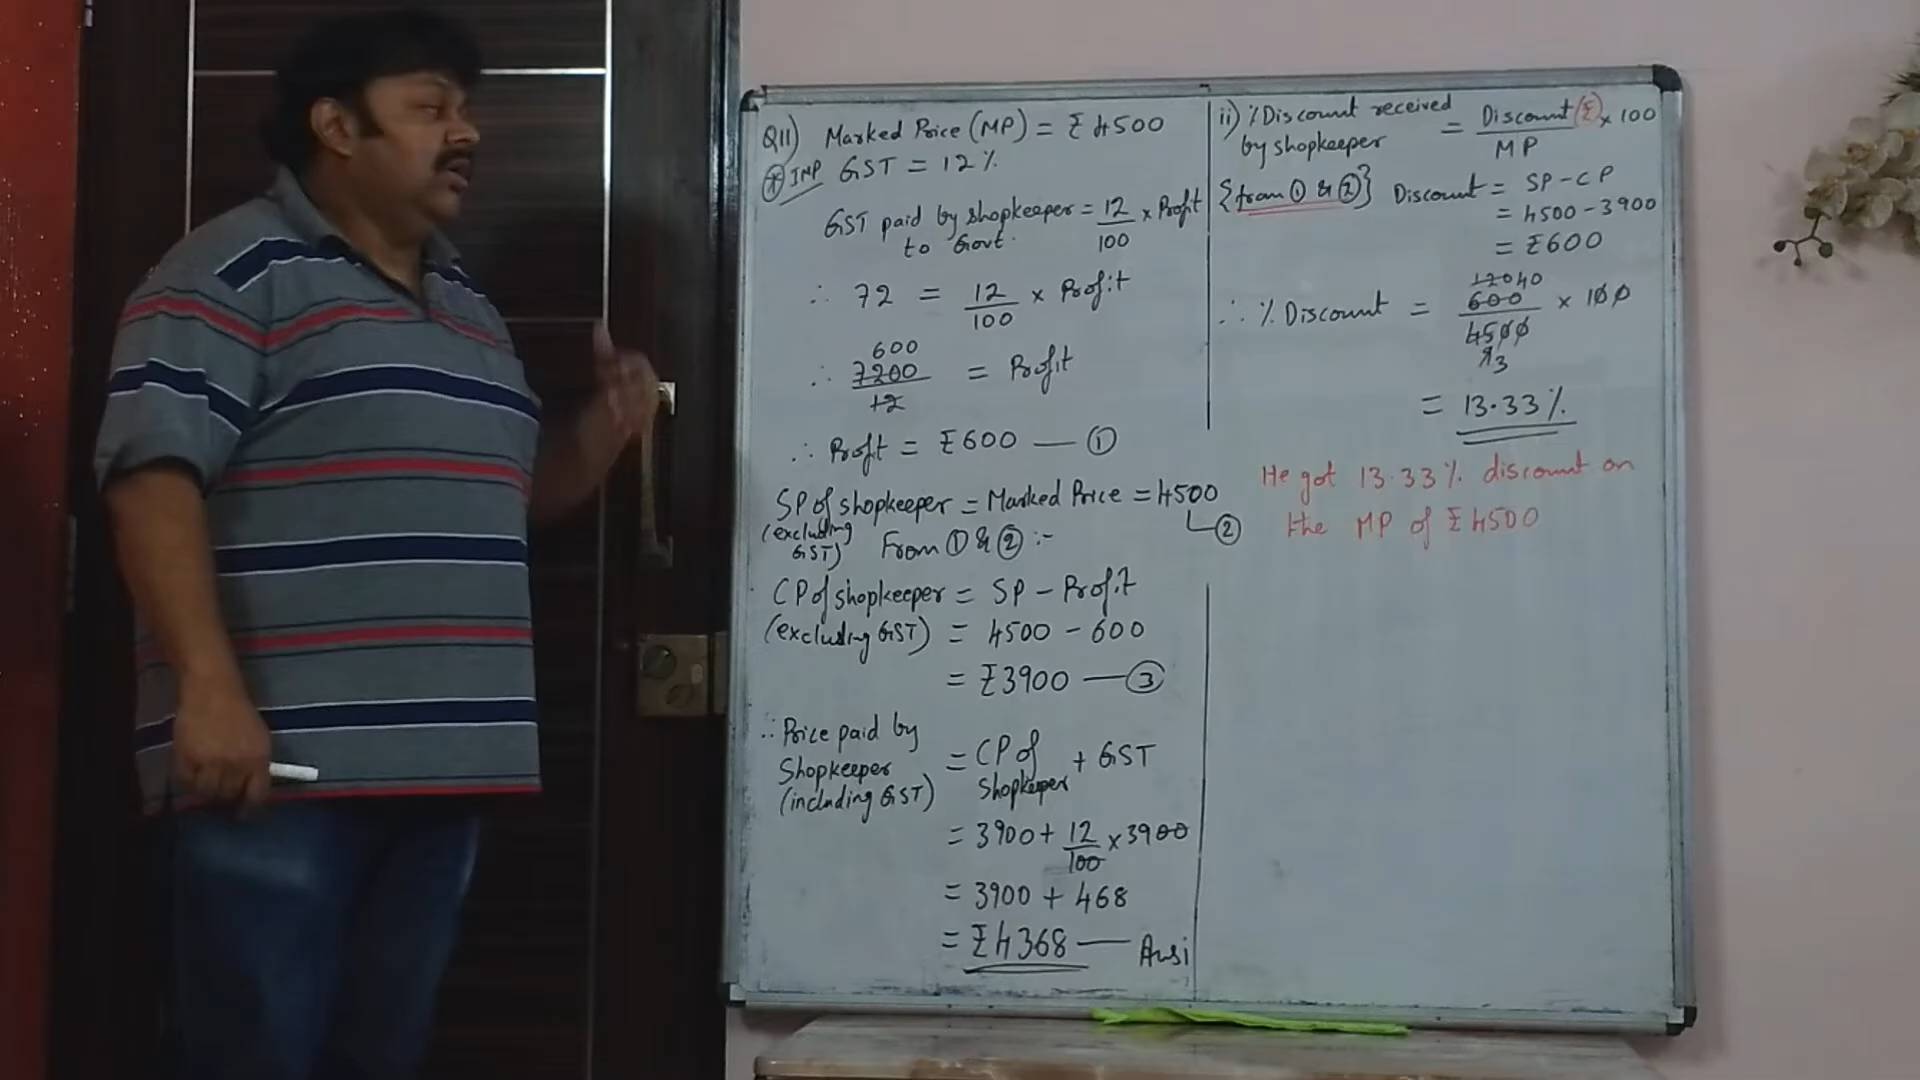 Q11) Marked Price (MP) = ₹ 4500
* IMP GST = 12 %
GST paid by shopkeeper = 12/100 x Profit
to Govt.
∴ 72 = 12/100 x Profit
600
∴ 7200/12 = Profit
∴ Profit = ₹600 — ①
SP of shopkeeper = Marked Price = 4500
(excluding GST)
②
From ① & ② :-
CP of shopkeeper = SP - Profit
(excluding GST) = 4500 - 600
= ₹3900 — ③
∴ Price paid by Shopkeeper (including GST) = CP of Shopkeeper + GST
= 3900 + 12/100 x 3900
= 3900 + 468
= ₹4368 — Ansi
ii) % Discount received by shopkeeper = Discount (₹)/MP x 100
{from ① & ②} Discount = SP - CP
= 4500 - 3900
= ₹600
∴ % Discount = 600/4500 x 100
= 13.33 %
He got 13.33 % discount on
the MP of ₹4500